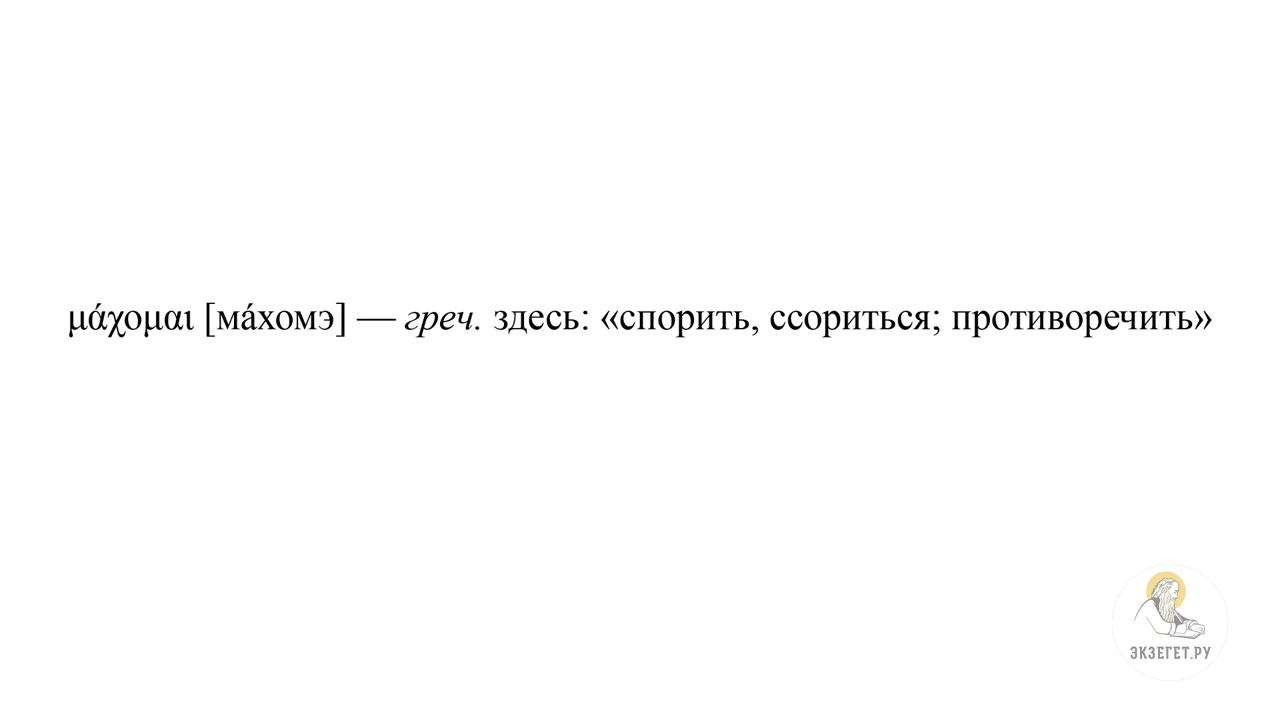 μάχομαι [ма́хомэ] — греч. здесь: «спорить, ссориться; противоречить»
ЭКЗЕГЕТ.РУ